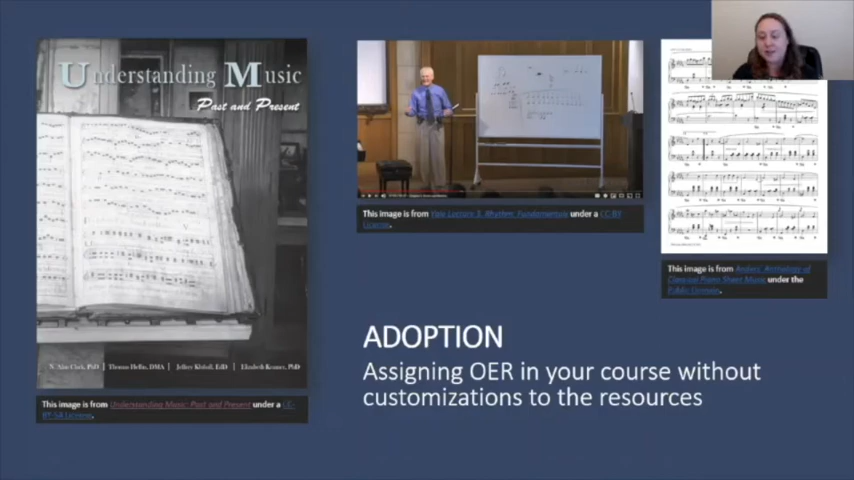 Understanding Music
Past and Present
N. Alan Clark, PhD | Thomas Heflin, DMA | Jeffrey Kluball, EdD | Elizabeth Kramer, PhD
This image is from Understanding Music: Past and Present under a CC-
BY-SA License.
This image is from Yale Lecture 3. Rhythm: Fundamentals under a CC-BY
License.
This image is from Anders' Anthology of
Classical Piano Sheet Music under the
Public License.
ADOPTION
Assigning OER in your course without
customizations to the resources